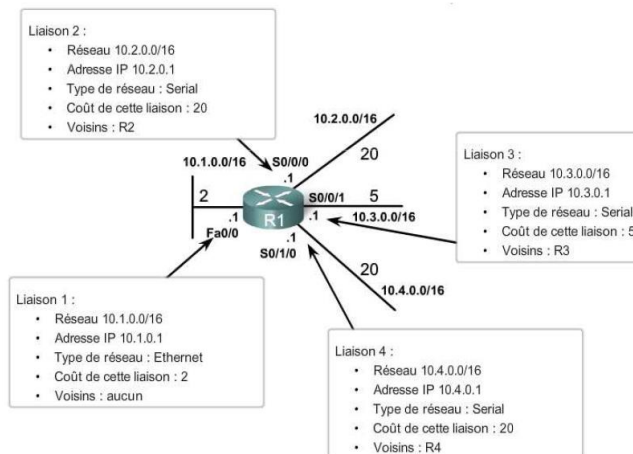 Liaison 2 :
• Réseau 10.2.0.0/16
• Adresse IP 10.2.0.1
• Type de réseau : Serial
• Coût de cette liaison : 20
• Voisins : R2
10.2.0.0/16
20
10.1.0.0/16
S0/0/0
.1
2
S0/0/1
5
.1
R1
.1
10.3.0.0/16
Fa0/0
.1
S0/1/0
20
10.4.0.0/16
Liaison 3 :
• Réseau 10.3.0.0/16
• Adresse IP 10.3.0.1
• Type de réseau : Serial
• Coût de cette liaison : 5
• Voisins : R3
Liaison 1 :
• Réseau 10.1.0.0/16
• Adresse IP 10.1.0.1
• Type de réseau : Ethernet
• Coût de cette liaison : 2
• Voisins : aucun
Liaison 4 :
• Réseau 10.4.0.0/16
• Adresse IP 10.4.0.1
• Type de réseau : Serial
• Coût de cette liaison : 20
• Voisins : R4